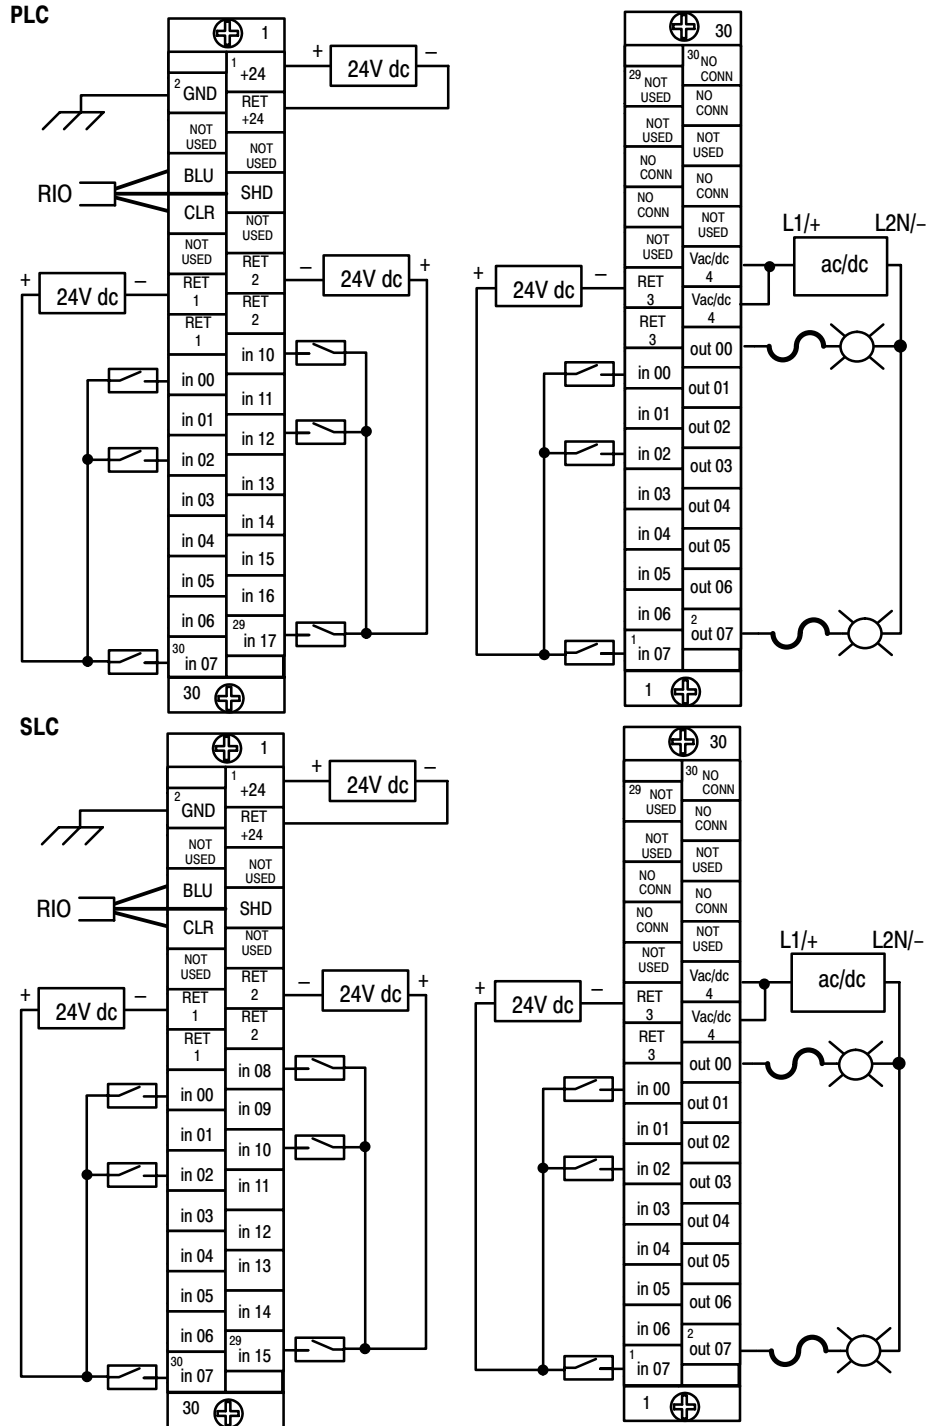 PLC
1
1
+24
+
24V dc
−
2
GND
RET
+24
NOT
USED
NOT
USED
RIO
BLU
SHD
CLR
NOT
USED
NOT
USED
+
24V dc
−
RET
1
RET
2
−
24V dc
+
RET
1
RET
2
in 10
in 00
in 11
in 01
in 12
in 02
in 13
in 03
in 14
in 04
in 15
in 05
in 16
in 06
29
in 17
30
in 07
30
30
30
NO
CONN
29
NOT
USED
NO
CONN
NOT
USED
NOT
USED
NO
CONN
NO
CONN
NO
CONN
NOT
USED
NOT
USED
L1/+
L2N/−
ac/dc
Vac/dc
4
+
24V dc
−
RET
3
Vac/dc
4
RET
3
out 00
in 00
out 01
in 01
out 02
in 02
out 03
in 03
out 04
in 04
out 05
in 05
out 06
in 06
2
out 07
1
in 07
1
SLC
1
1
+24
+
24V dc
−
2
GND
RET
+24
NOT
USED
NOT
USED
RIO
BLU
SHD
CLR
NOT
USED
NOT
USED
+
24V dc
−
RET
1
RET
2
−
24V dc
+
RET
1
RET
2
in 08
in 00
in 09
in 01
in 10
in 02
in 11
in 03
in 12
in 04
in 13
in 05
in 14
in 06
29
in 15
30
in 07
30
30
30
NO
CONN
29
NOT
USED
NO
CONN
NOT
USED
NOT
USED
NO
CONN
NO
CONN
NO
CONN
NOT
USED
NOT
USED
L1/+
L2N/−
ac/dc
Vac/dc
4
+
24V dc
−
RET
3
Vac/dc
4
RET
3
out 00
in 00
out 01
in 01
out 02
in 02
out 03
in 03
out 04
in 04
out 05
in 05
out 06
in 06
2
out 07
1
in 07
1